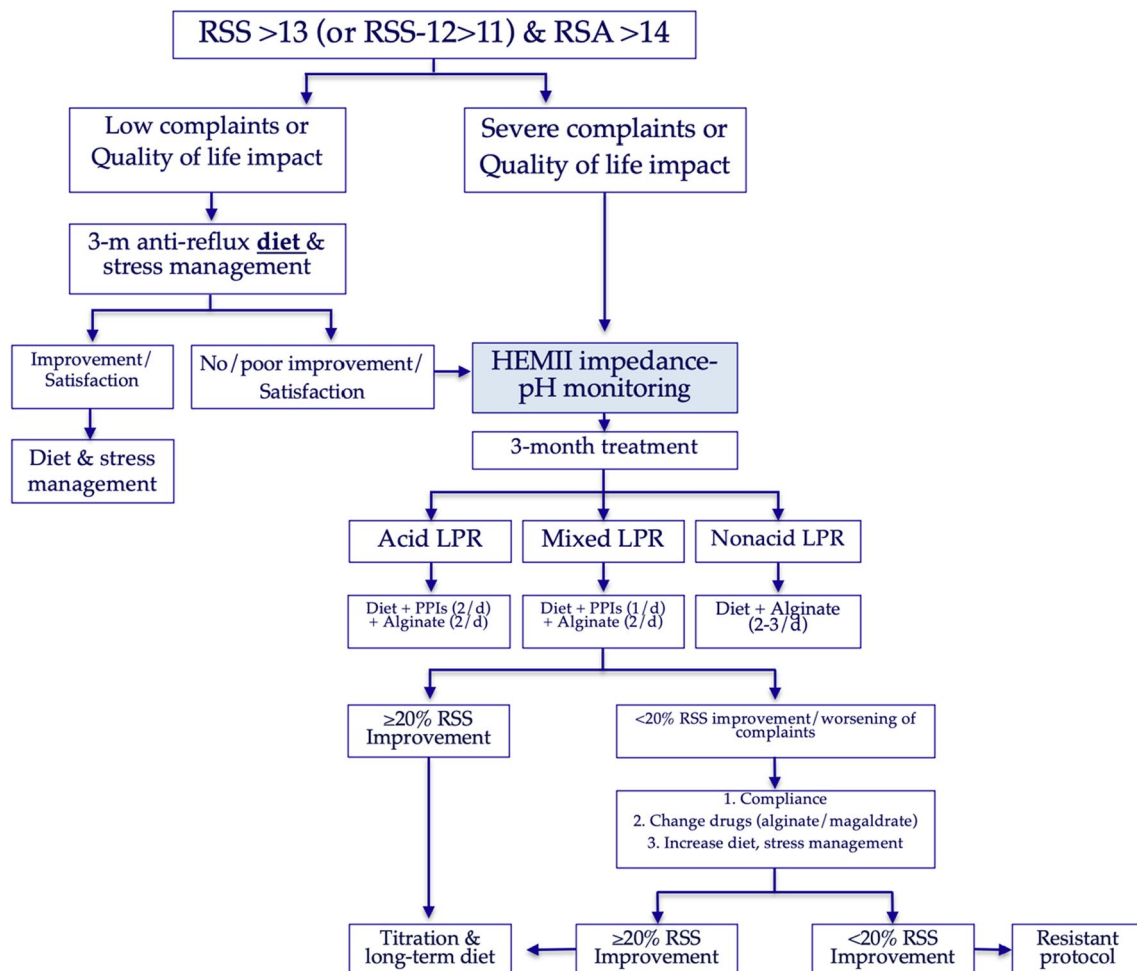 RSS >13 (or RSS-12>11) & RSA >14
Low complaints or
Quality of life impact
Severe complaints or
Quality of life impact
3-m anti-reflux diet &
stress management
Improvement/
Satisfaction
No/poor improvement/
Satisfaction
HEMII impedance-
pH monitoring
Diet & stress
management
3-month treatment
Acid LPR
Mixed LPR
Nonacid LPR
Diet + PPIs (2/d)
+ Alginate (2/d)
Diet + PPIs (1/d)
+ Alginate (2/d)
Diet + Alginate
(2-3/d)
≥20% RSS
Improvement
<20% RSS improvement/worsening of
complaints
1. Compliance
2. Change drugs (alginate/magaldrate)
3. Increase diet, stress management
Titration &
long-term diet
≥20% RSS
Improvement
<20% RSS
Improvement
Resistant
protocol